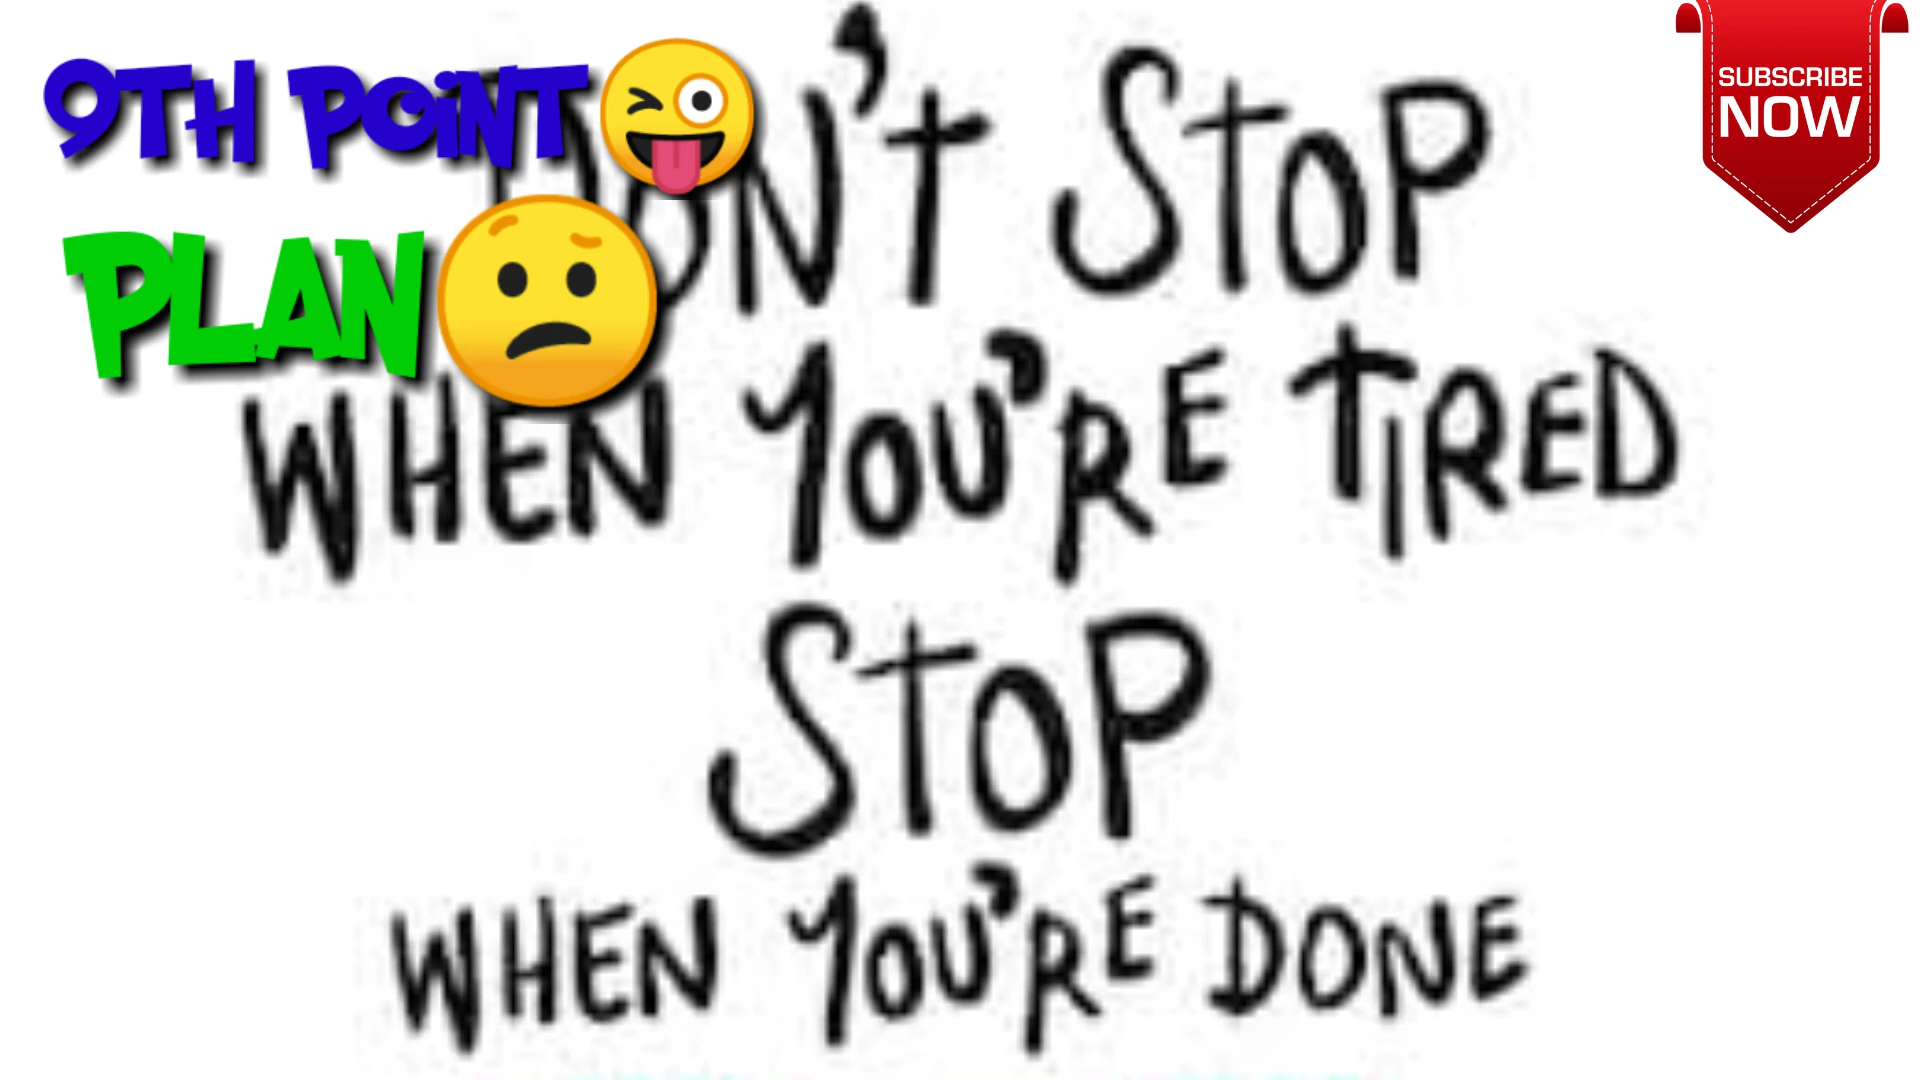 9TH POINT
PLAN
SUBSCRIBE
NOW
DON'T STOP
WHEN YOU'RE TIRED
STOP
WHEN YOU'RE DONE